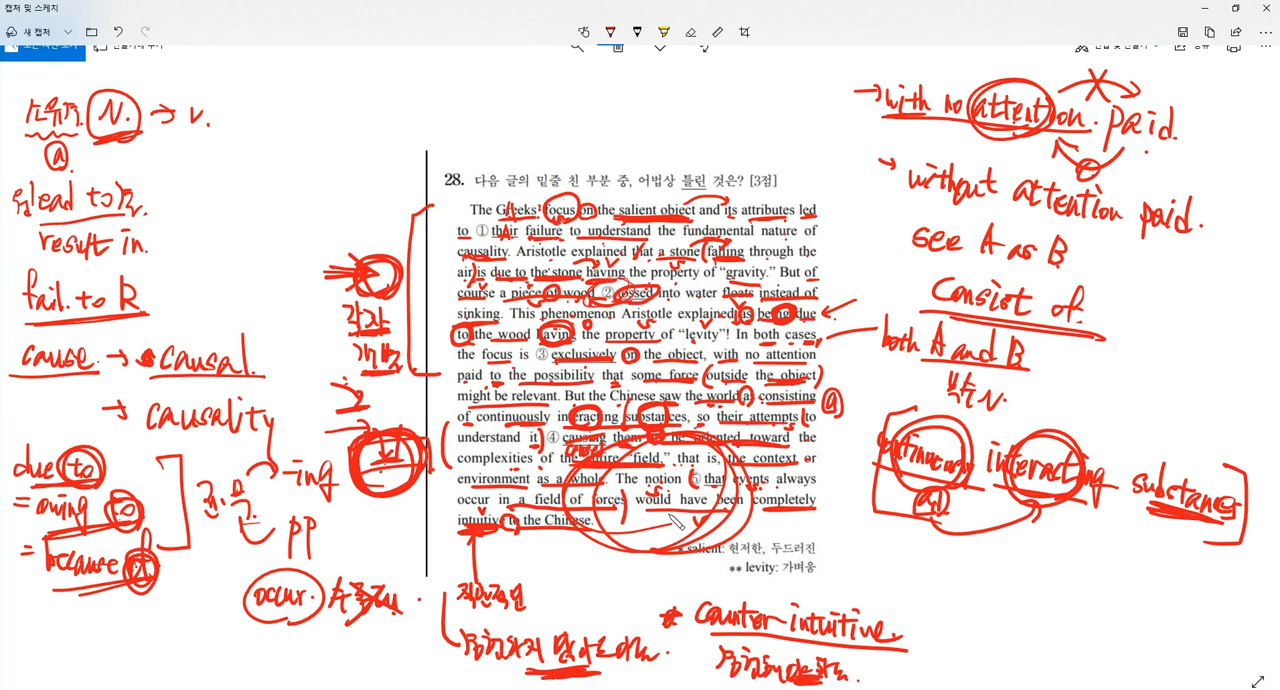 캡처 및 스케치
새 캡처
소유격. N. → v.
ⓐ
lead to
result in.
fail. to R
cause → causal.
→ causality
due to
= owing to
= because of
-ing
pp
occur.
28. 다음 글의 밑줄 친 부분 중, 어법상 틀린 것은? [3점]
The Greeks' focus on the salient object and its attributes led
to ① their failure to understand the fundamental nature of
causality. Aristotle explained that a stone falling through the
air is due to the stone having the property of “gravity.” But of
course a piece of wood ② tossed into water floats instead of
sinking. This phenomenon Aristotle explained as being due
to the wood having the property of “levity”! In both cases
the focus is ③ exclusively on the object, with no attention
paid to the possibility that some force outside the object
might be relevant. But the Chinese saw the world as consisting
of continuously interacting substances, so their attempts to
understand it ④ causing them to be oriented toward the
complexities of the entire “field,” that is, the context or
environment as a whole. The notion ⑤ that events always
occur in a field of forces would have been completely
intuitive to the Chinese.
* salient: 현저한, 두드러진
** levity: 가벼움
직관적인
* counter-intuitive.
→ with no attention. paid.
→ without attention paid.
see A as B
consist of
both A and B
복수N.
continuously interacting substances
ad